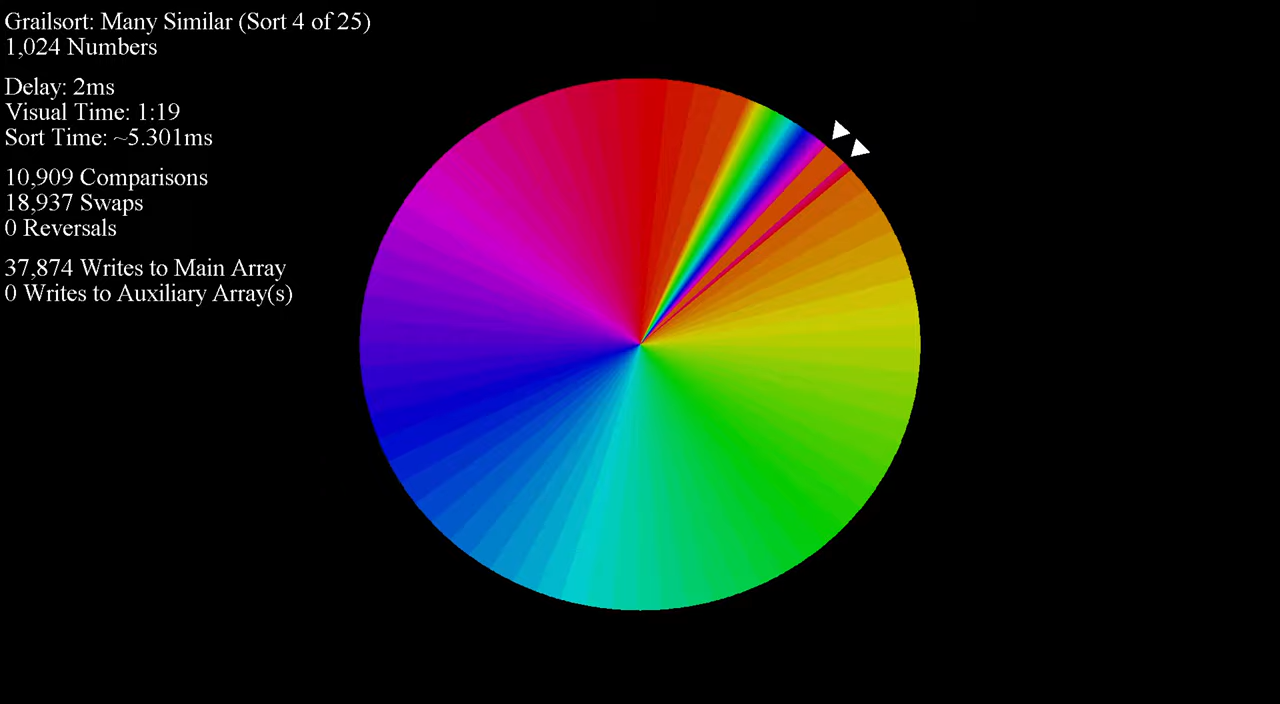 Grailsort: Many Similar (Sort 4 of 25)
1,024 Numbers
Delay: 2ms
Visual Time: 1:19
Sort Time: ~5.301ms
10,909 Comparisons
18,937 Swaps
0 Reversals
37,874 Writes to Main Array
0 Writes to Auxiliary Array(s)